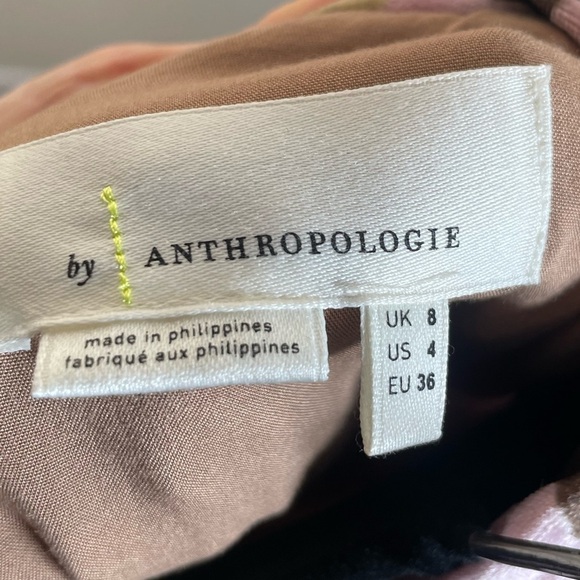 by ANTHROPOLOGIE
made in philippines
fabriqué aux philippines
UK 8
US 4
EU 36